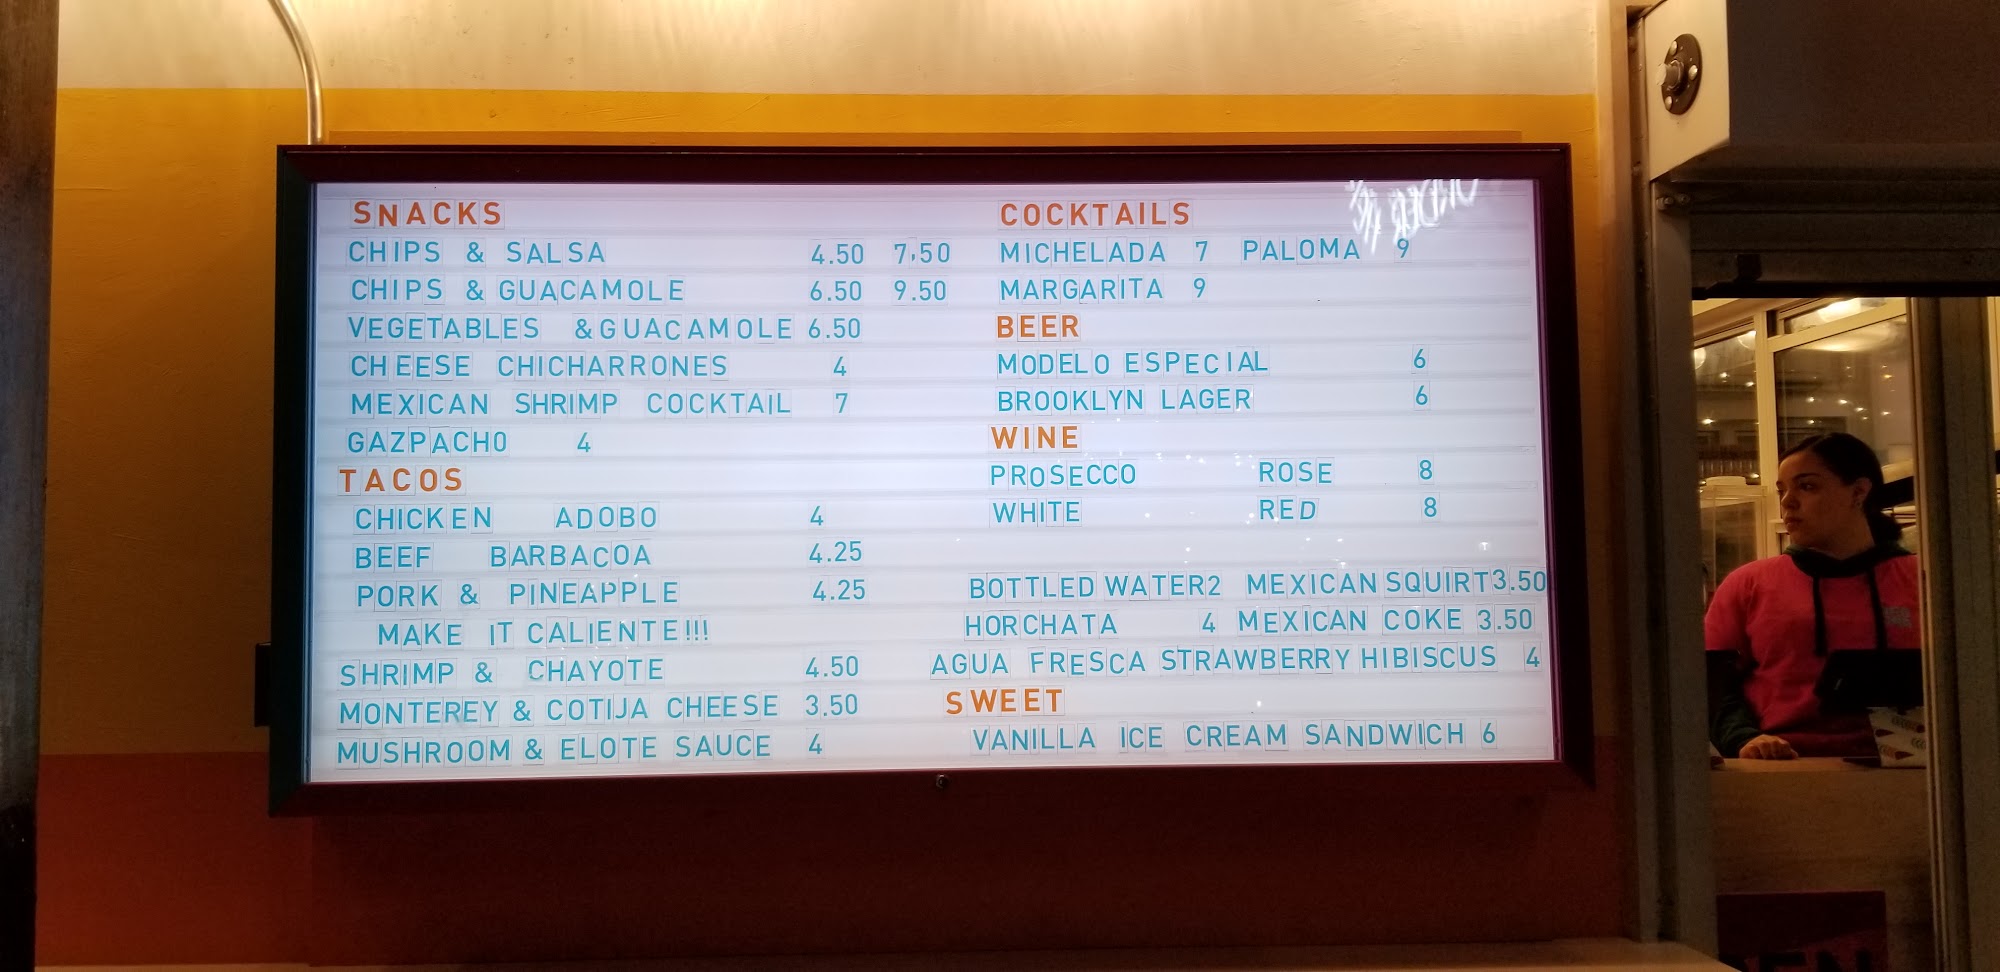 SNACKS
CHIPS & SALSA 4.50 7,50
CHIPS & GUACAMOLE 6.50 9.50
VEGETABLES & GUACAMOLE 6.50
CHEESE CHICHARRONES 4
MEXICAN SHRIMP COCKTAIL 7
GAZPACHO 4
TACOS
CHICKEN ADOBO 4
BEEF BARBACOA 4.25
PORK & PINEAPPLE 4.25
MAKE IT CALIENTE!!!
SHRIMP & CHAYOTE 4.50
MONTEREY & COTIJA CHEESE 3.50
MUSHROOM & ELOTE SAUCE 4
COCKTAILS
MICHELADA 7 PALOMA 9
MARGARITA 9
BEER
MODELO ESPECIAL 6
BROOKLYN LAGER 6
WINE
PROSECCO ROSE 8
WHITE RED 8
BOTTLED WATER 2 MEXICAN SQUIRT 3.50
HORCHATA 4 MEXICAN COKE 3.50
AGUA FRESCA STRAWBERRY HIBISCUS 4
SWEET
VANILLA ICE CREAM SANDWICH 6